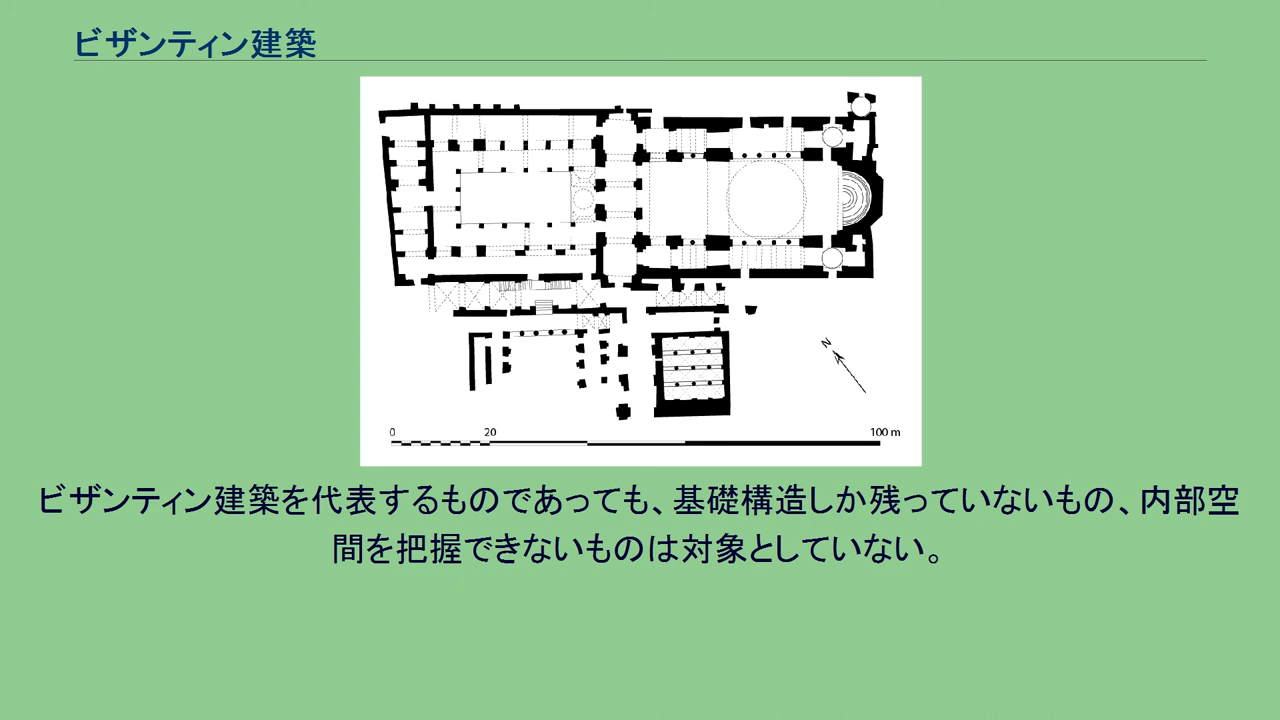 ビザンティン建築
N
0 20 100 m
ビザンティン建築を代表するものであっても、基礎構造しか残っていないもの、内部空
間を把握できないものは対象としていない。